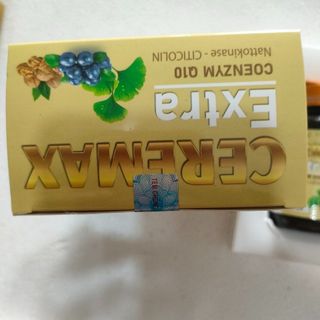 CEREMAX
Extra
COENZYM Q10
Nattokinase - CITICOLIN